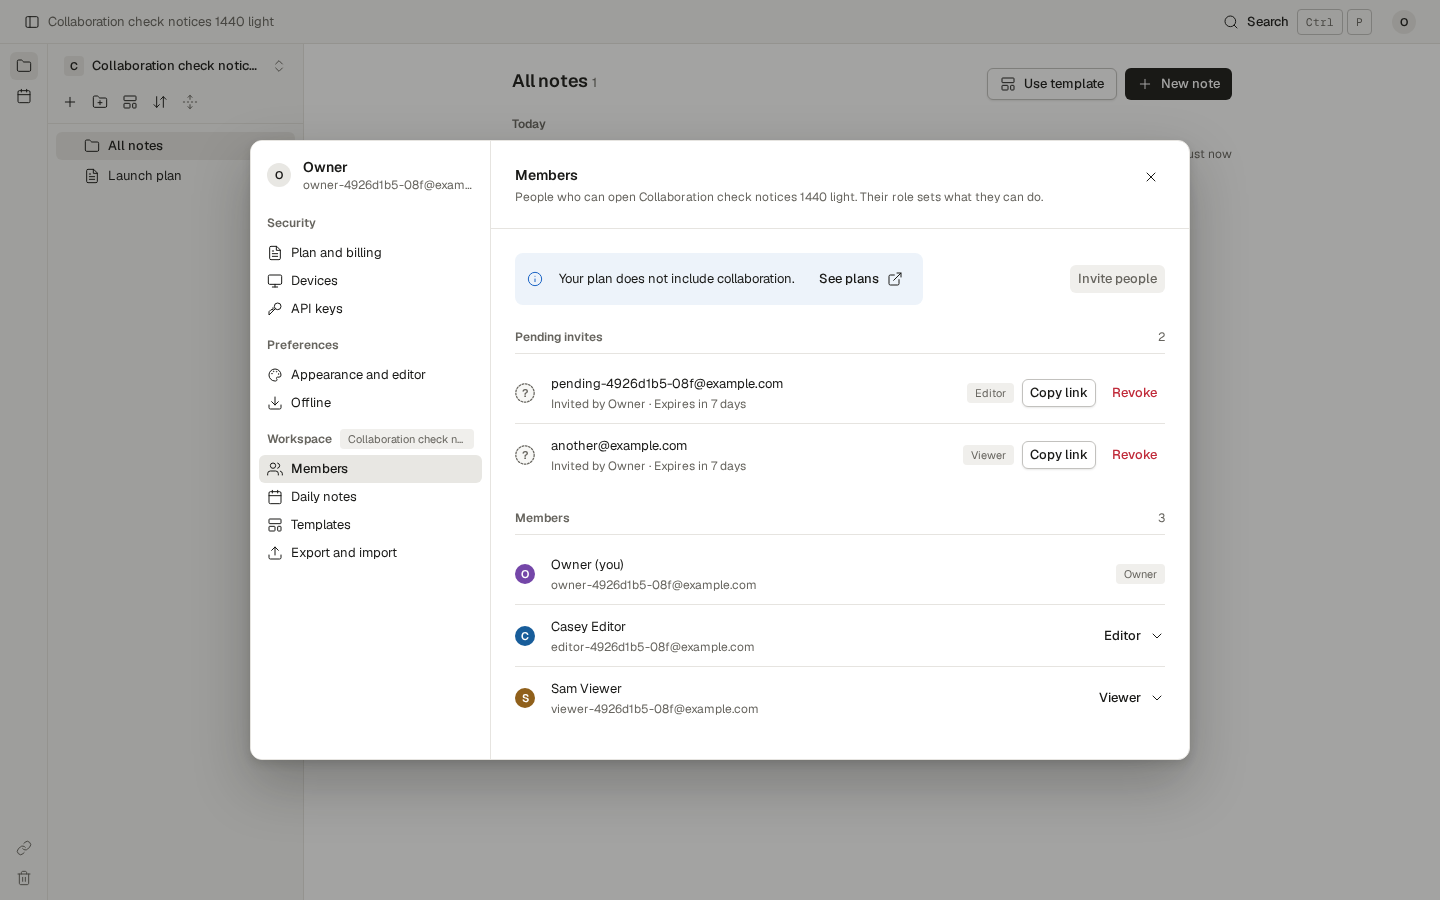 Collaboration check notices 1440 light
Search Ctrl P O
C Collaboration check notic...
All notes
Launch plan
All notes 1
Use template
New note
Today
ust now
O Owner
owner-4926d1b5-08f@exam...
Security
Plan and billing
Devices
API keys
Preferences
Appearance and editor
Offline
Workspace Collaboration check n...
Members
Daily notes
Templates
Export and import
Members
People who can open Collaboration check notices 1440 light. Their role sets what they can do.
Your plan does not include collaboration. See plans
Invite people
Pending invites 2
? pending-4926d1b5-08f@example.com
Invited by Owner · Expires in 7 days
Editor Copy link Revoke
? another@example.com
Invited by Owner · Expires in 7 days
Viewer Copy link Revoke
Members 3
O Owner (you)
owner-4926d1b5-08f@example.com
Owner
C Casey Editor
editor-4926d1b5-08f@example.com
Editor
S Sam Viewer
viewer-4926d1b5-08f@example.com
Viewer